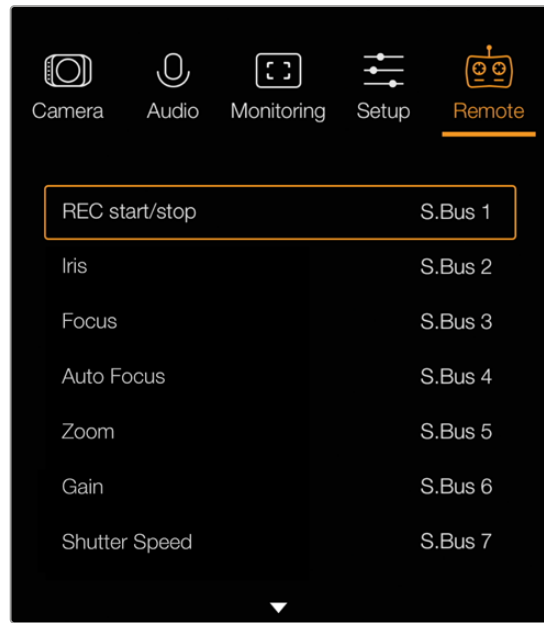 Camera Audio Monitoring Setup Remote
REC start/stop S.Bus 1
Iris S.Bus 2
Focus S.Bus 3
Auto Focus S.Bus 4
Zoom S.Bus 5
Gain S.Bus 6
Shutter Speed S.Bus 7